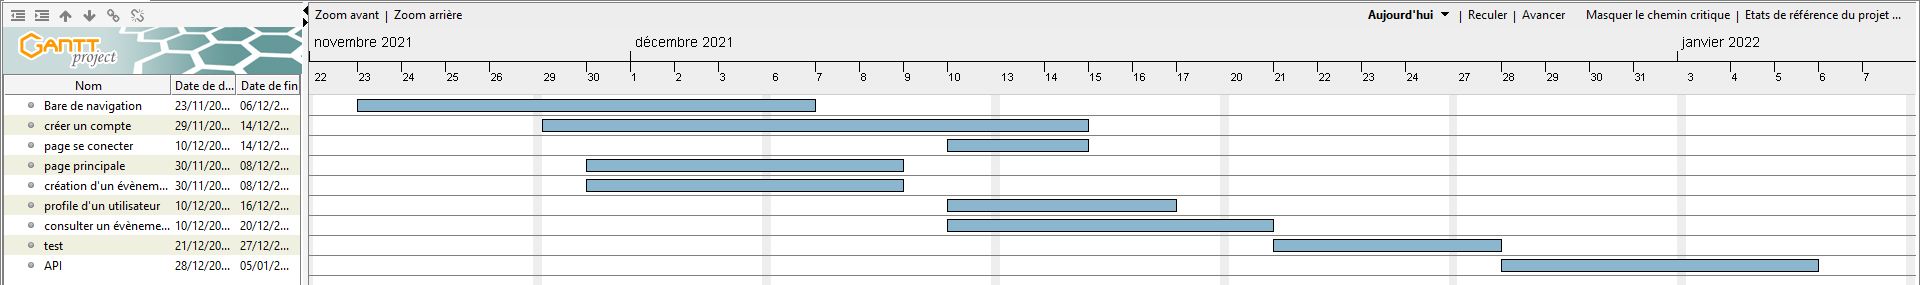 Zoom avant | Zoom arrière
Aujourd'hui | Reculer | Avancer Masquer le chemin critique | Etats de référence du projet ...
GANTT project
novembre 2021 décembre 2021 janvier 2022
22 23 24 25 26 29 30 1 2 3 6 7 8 9 10 13 14 15 16 17 20 21 22 23 24 27 28 29 30 31 3 4 5 6 7
Nom Date de d... Date de fin
Bare de navigation 23/11/20... 06/12/2...
créer un compte 29/11/20... 14/12/2...
page se conecter 10/12/20... 14/12/2...
page principale 30/11/20... 08/12/2...
création d'un évènem... 30/11/20... 08/12/2...
profile d'un utilisateur 10/12/20... 16/12/2...
consulter un évèneme... 10/12/20... 20/12/2...
test 21/12/20... 27/12/2...
API 28/12/20... 05/01/2...